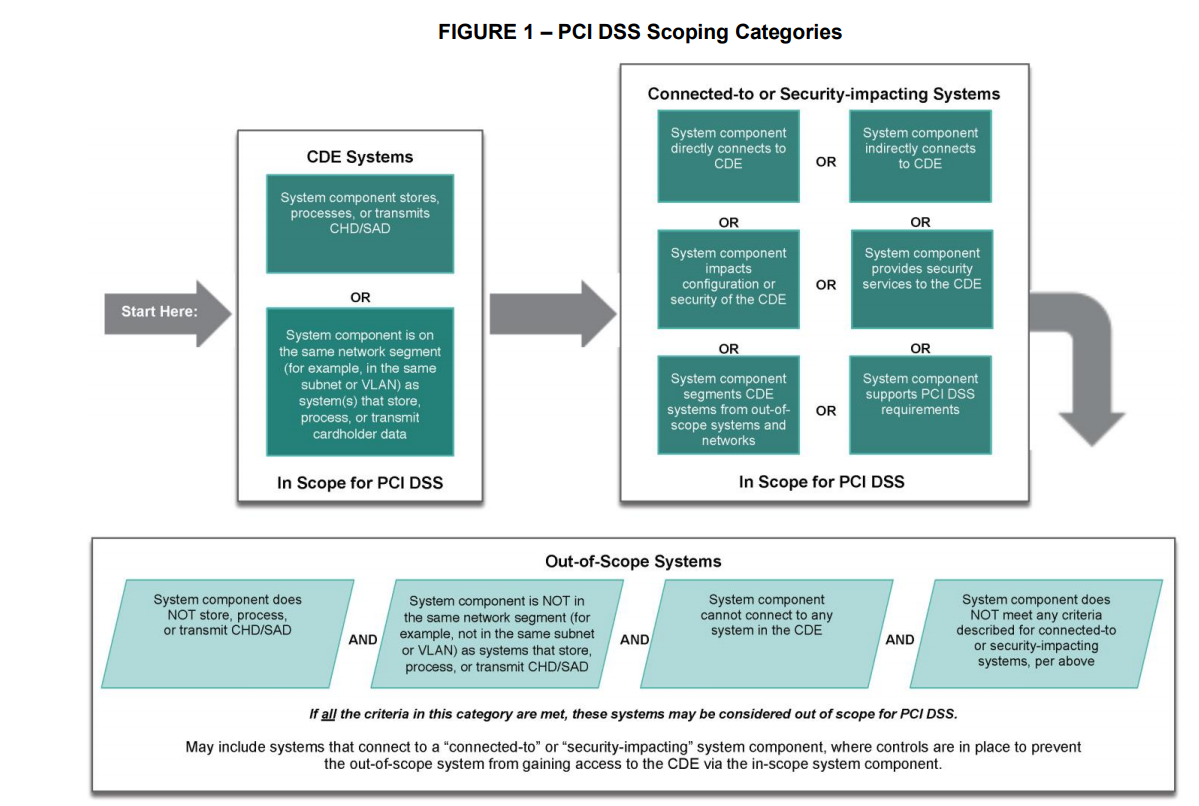 FIGURE 1 – PCI DSS Scoping Categories
Start Here:
CDE Systems
System component stores,
processes, or transmits
CHD/SAD
OR
System component is on
the same network segment
(for example, in the same
subnet or VLAN) as
system(s) that store,
process, or transmit
cardholder data
In Scope for PCI DSS
Connected-to or Security-impacting Systems
System component
directly connects to
CDE
OR
System component
indirectly connects
to CDE
OR
OR
System component
impacts
configuration or
security of the CDE
OR
System component
provides security
services to the CDE
OR
OR
System component
segments CDE
systems from out-of-
scope systems and
networks
OR
System component
supports PCI DSS
requirements
In Scope for PCI DSS
Out-of-Scope Systems
System component does
NOT store, process,
or transmit CHD/SAD
AND
System component is NOT in
the same network segment (for
example, not in the same subnet
or VLAN) as systems that store,
process, or transmit CHD/SAD
AND
System component
cannot connect to any
system in the CDE
AND
System component does
NOT meet any criteria
described for connected-to
or security-impacting
systems, per above
If all the criteria in this category are met, these systems may be considered out of scope for PCI DSS.
May include systems that connect to a “connected-to” or “security-impacting” system component, where controls are in place to prevent
the out-of-scope system from gaining access to the CDE via the in-scope system component.